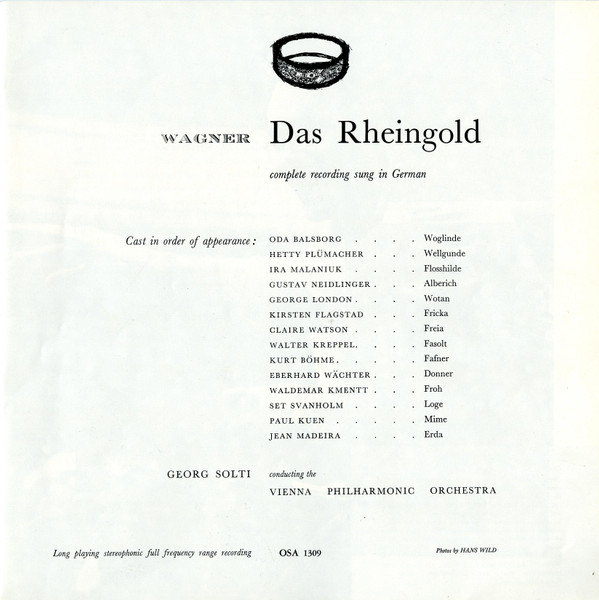 WAGNER Das Rheingold
complete recording sung in German
Cast in order of appearance:
ODA BALSBORG . . . . Woglinde
HETTY PLÜMACHER . . . Wellgunde
IRA MALANIUK . . . . Flosshilde
GUSTAV NEIDLINGER . . . Alberich
GEORGE LONDON . . . . Wotan
KIRSTEN FLAGSTAD . . . Fricka
CLAIRE WATSON . . . . Freia
WALTER KREPPEL . . . . Fasolt
KURT BÖHME . . . . . Fafner
EBERHARD WÄCHTER . . . Donner
WALDEMAR KMENTT . . . Froh
SET SVANHOLM . . . . Loge
PAUL KUEN . . . . . Mime
JEAN MADEIRA . . . . Erda
GEORG SOLTI conducting the
VIENNA PHILHARMONIC ORCHESTRA
Long playing stereophonic full frequency range recording OSA 1309 Photos by HANS WILD